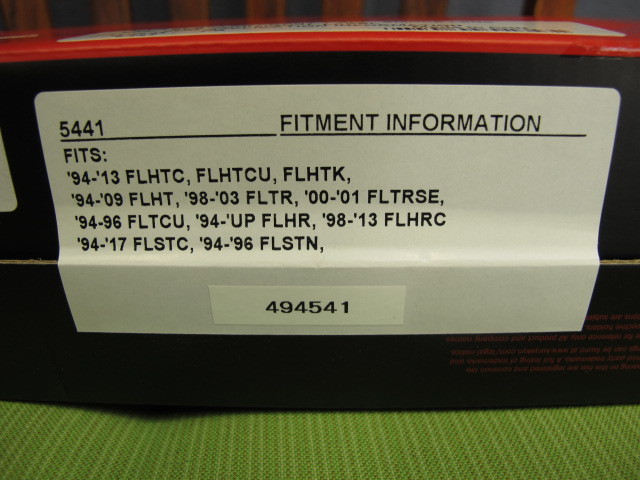 5441 FITMENT INFORMATION
FITS:
'94-'13 FLHTC, FLHTCU, FLHTK,
'94-'09 FLHT, '98-'03 FLTR, '00-'01 FLTRSE,
'94-96 FLTCU, '94-'UP FLHR, '98-'13 FLHRC
'94-'17 FLSTC, '94-'96 FLSTN,
494541